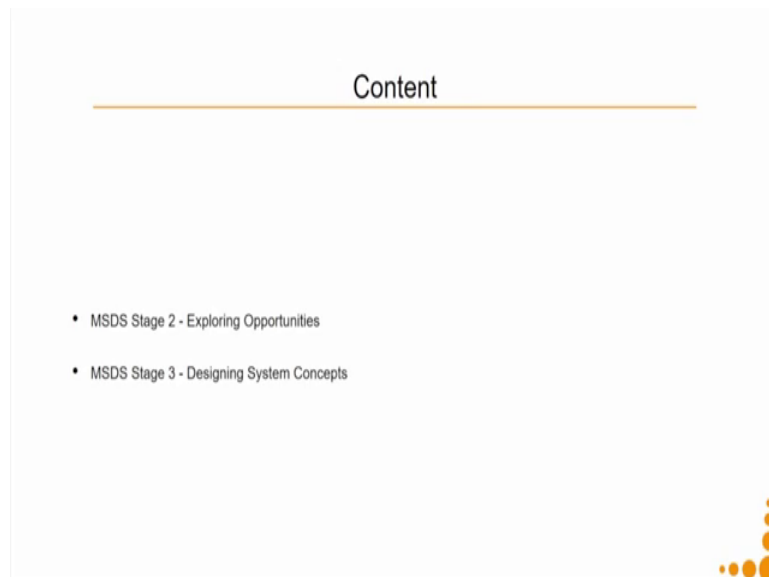 Content
• MSDS Stage 2 - Exploring Opportunities
• MSDS Stage 3 - Designing System Concepts